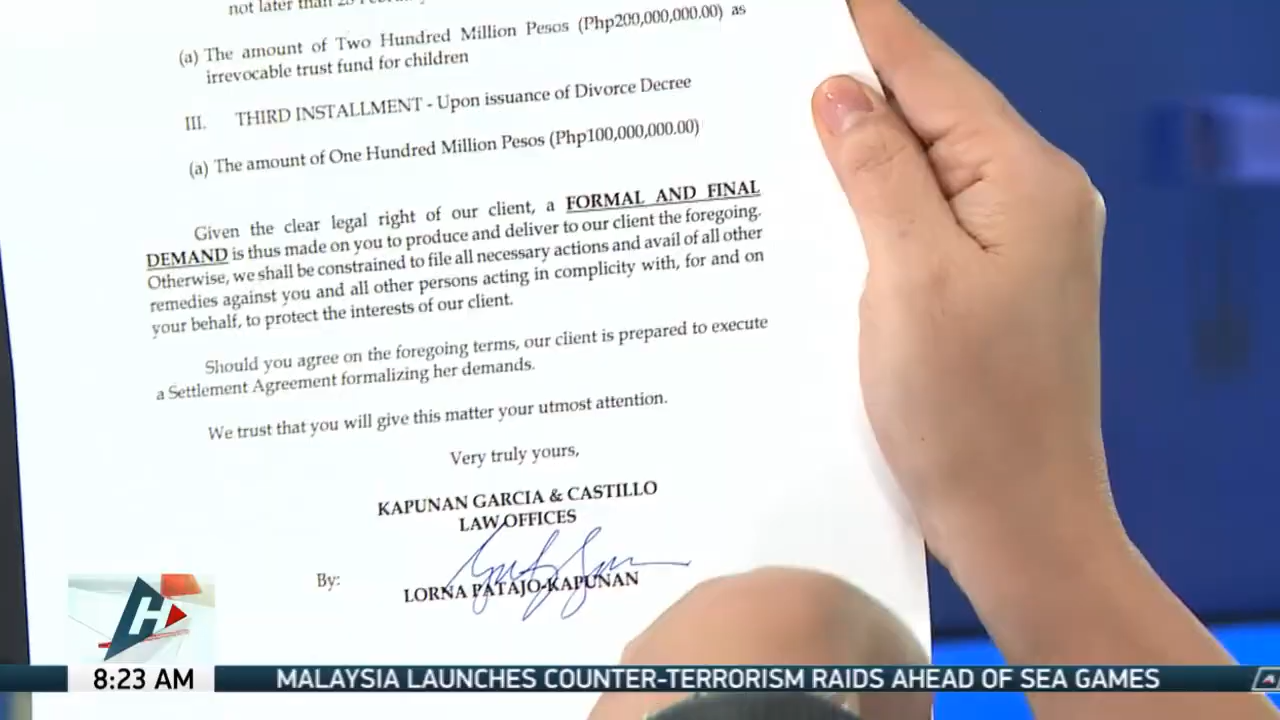 not later than
(a) The amount of Two Hundred Million Pesos (Php200,000,000.00) as
irrevocable trust fund for children
III. THIRD INSTALLMENT - Upon issuance of Divorce Decree
(a) The amount of One Hundred Million Pesos (Php100,000,000.00)
Given the clear legal right of our client, a FORMAL AND FINAL
DEMAND is thus made on you to produce and deliver to our client the foregoing.
Otherwise, we shall be constrained to file all necessary actions and avail of all other
remedies against you and all other persons acting in complicity with, for and on
your behalf, to protect the interests of our client.
Should you agree on the foregoing terms, our client is prepared to execute
a Settlement Agreement formalizing her demands.
We trust that you will give this matter your utmost attention.
Very truly yours,
KAPUNAN GARCIA & CASTILLO
LAW OFFICES
By:
LORNA PATAJO-KAPUNAN
H
8:23 AM
MALAYSIA LAUNCHES COUNTER-TERRORISM RAIDS AHEAD OF SEA GAMES